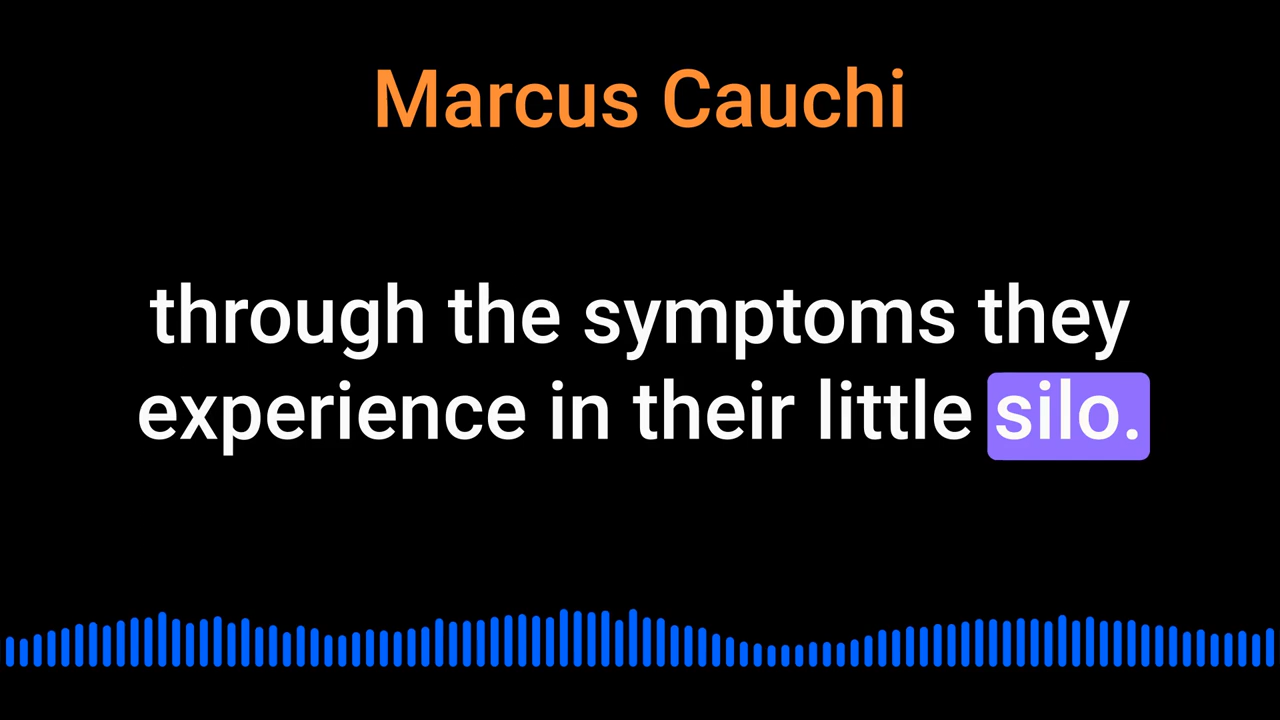 Marcus Cauchi
through the symptoms they
experience in their little silo.